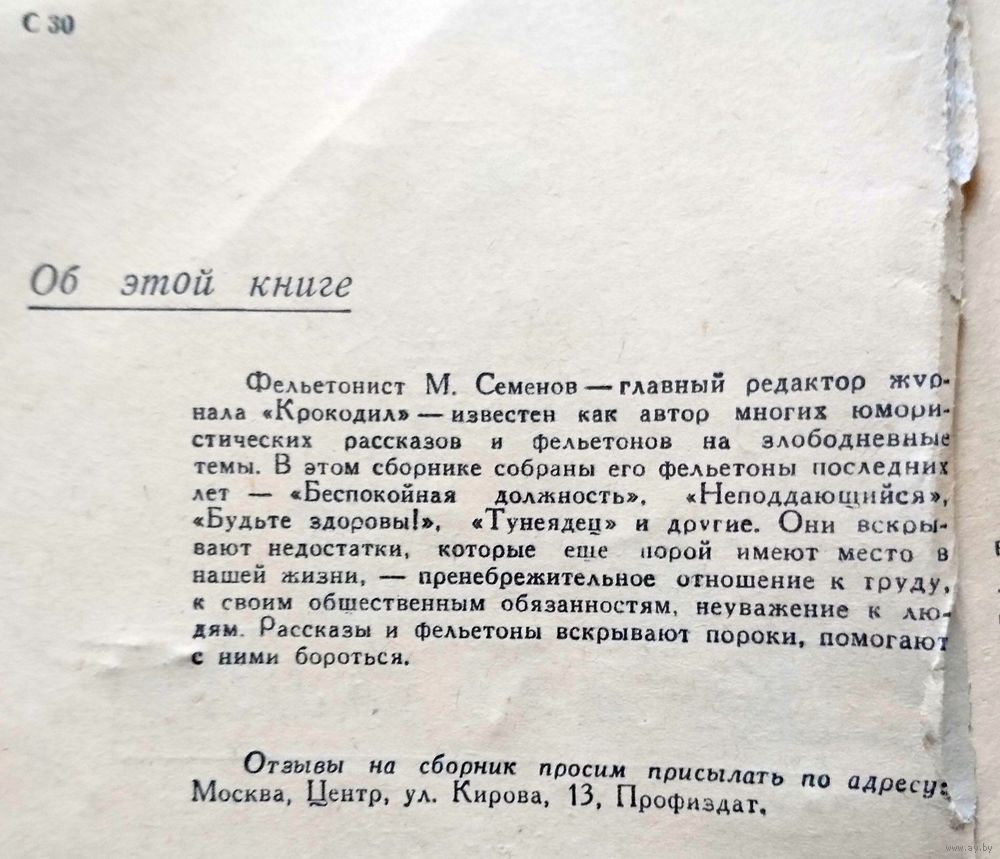 С 30
Об этой книге
Фельетонист М. Семенов — главный редактор жур-
нала «Крокодил» — известен как автор многих юмори-
стических рассказов и фельетонов на злободневные
темы. В этом сборнике собраны его фельетоны последних
лет — «Беспокойная должность», «Неподдающийся»,
«Будьте здоровы!», «Тунеядец» и другие. Они вскры-
вают недостатки, которые еще порой имеют место в
нашей жизни, — пренебрежительное отношение к труду,
к своим общественным обязанностям, неуважение к лю-
дям. Рассказы и фельетоны вскрывают пороки, помогают
с ними бороться.
Отзывы на сборник просим присылать по адресу:
Москва, Центр, ул. Кирова, 13, Профиздат.
www.ay.by